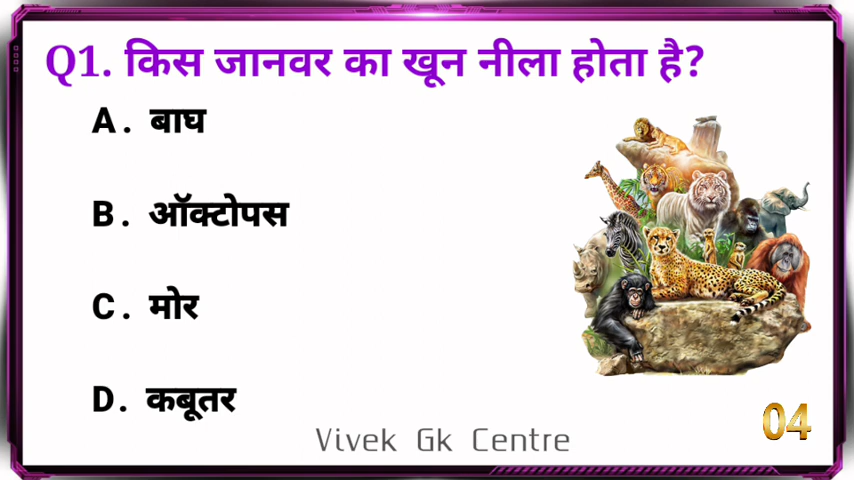 Q1. किस जानवर का खून नीला होता है?
A. बाघ
B. ऑक्टोपस
C. मोर
D. कबूतर
04
Vivek Gk Centre